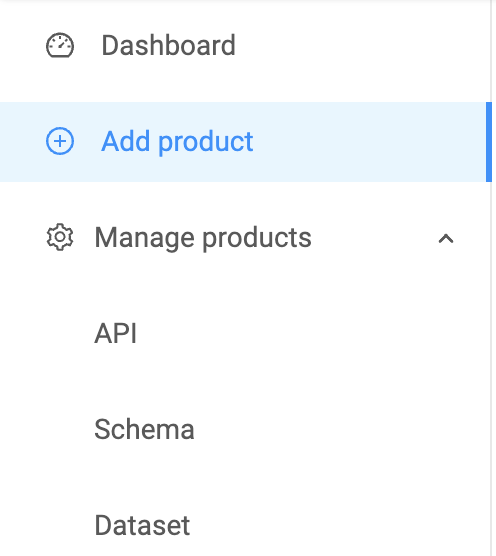 Dashboard
Add product
Manage products
API
Schema
Dataset